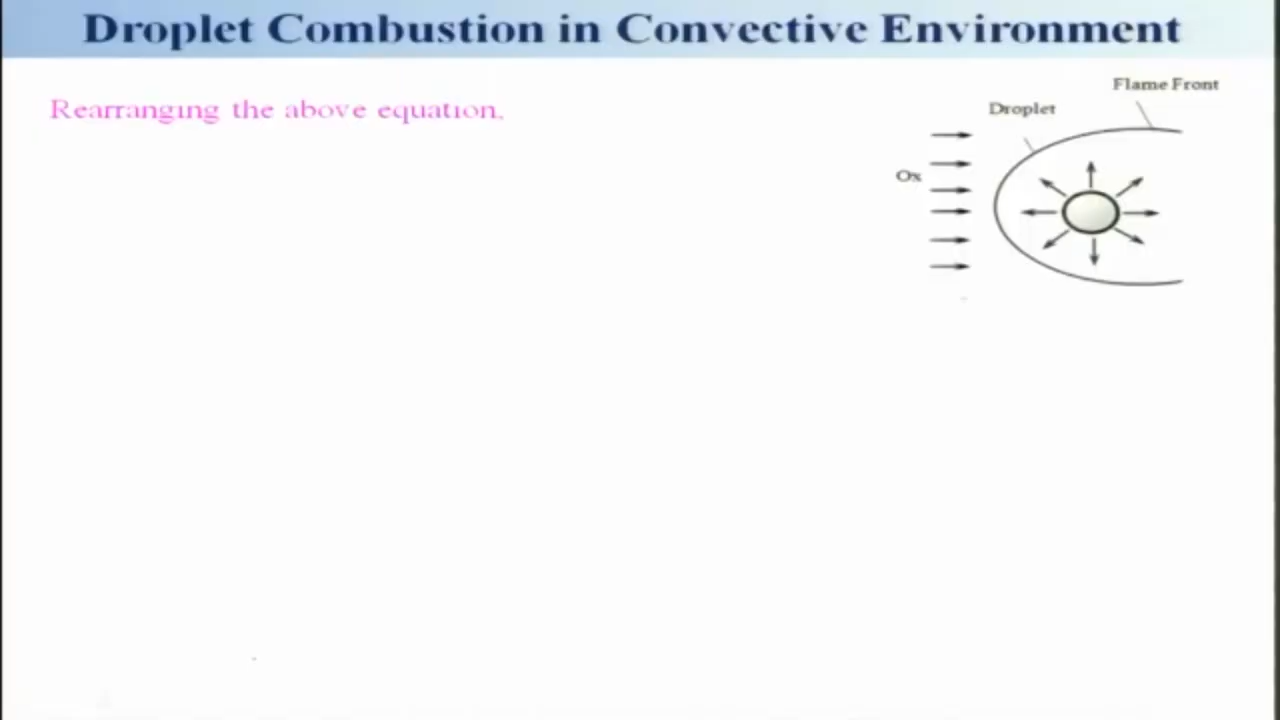 Droplet Combustion in Convective Environment
Rearranging the above equation,
Flame Front
Droplet
Ox